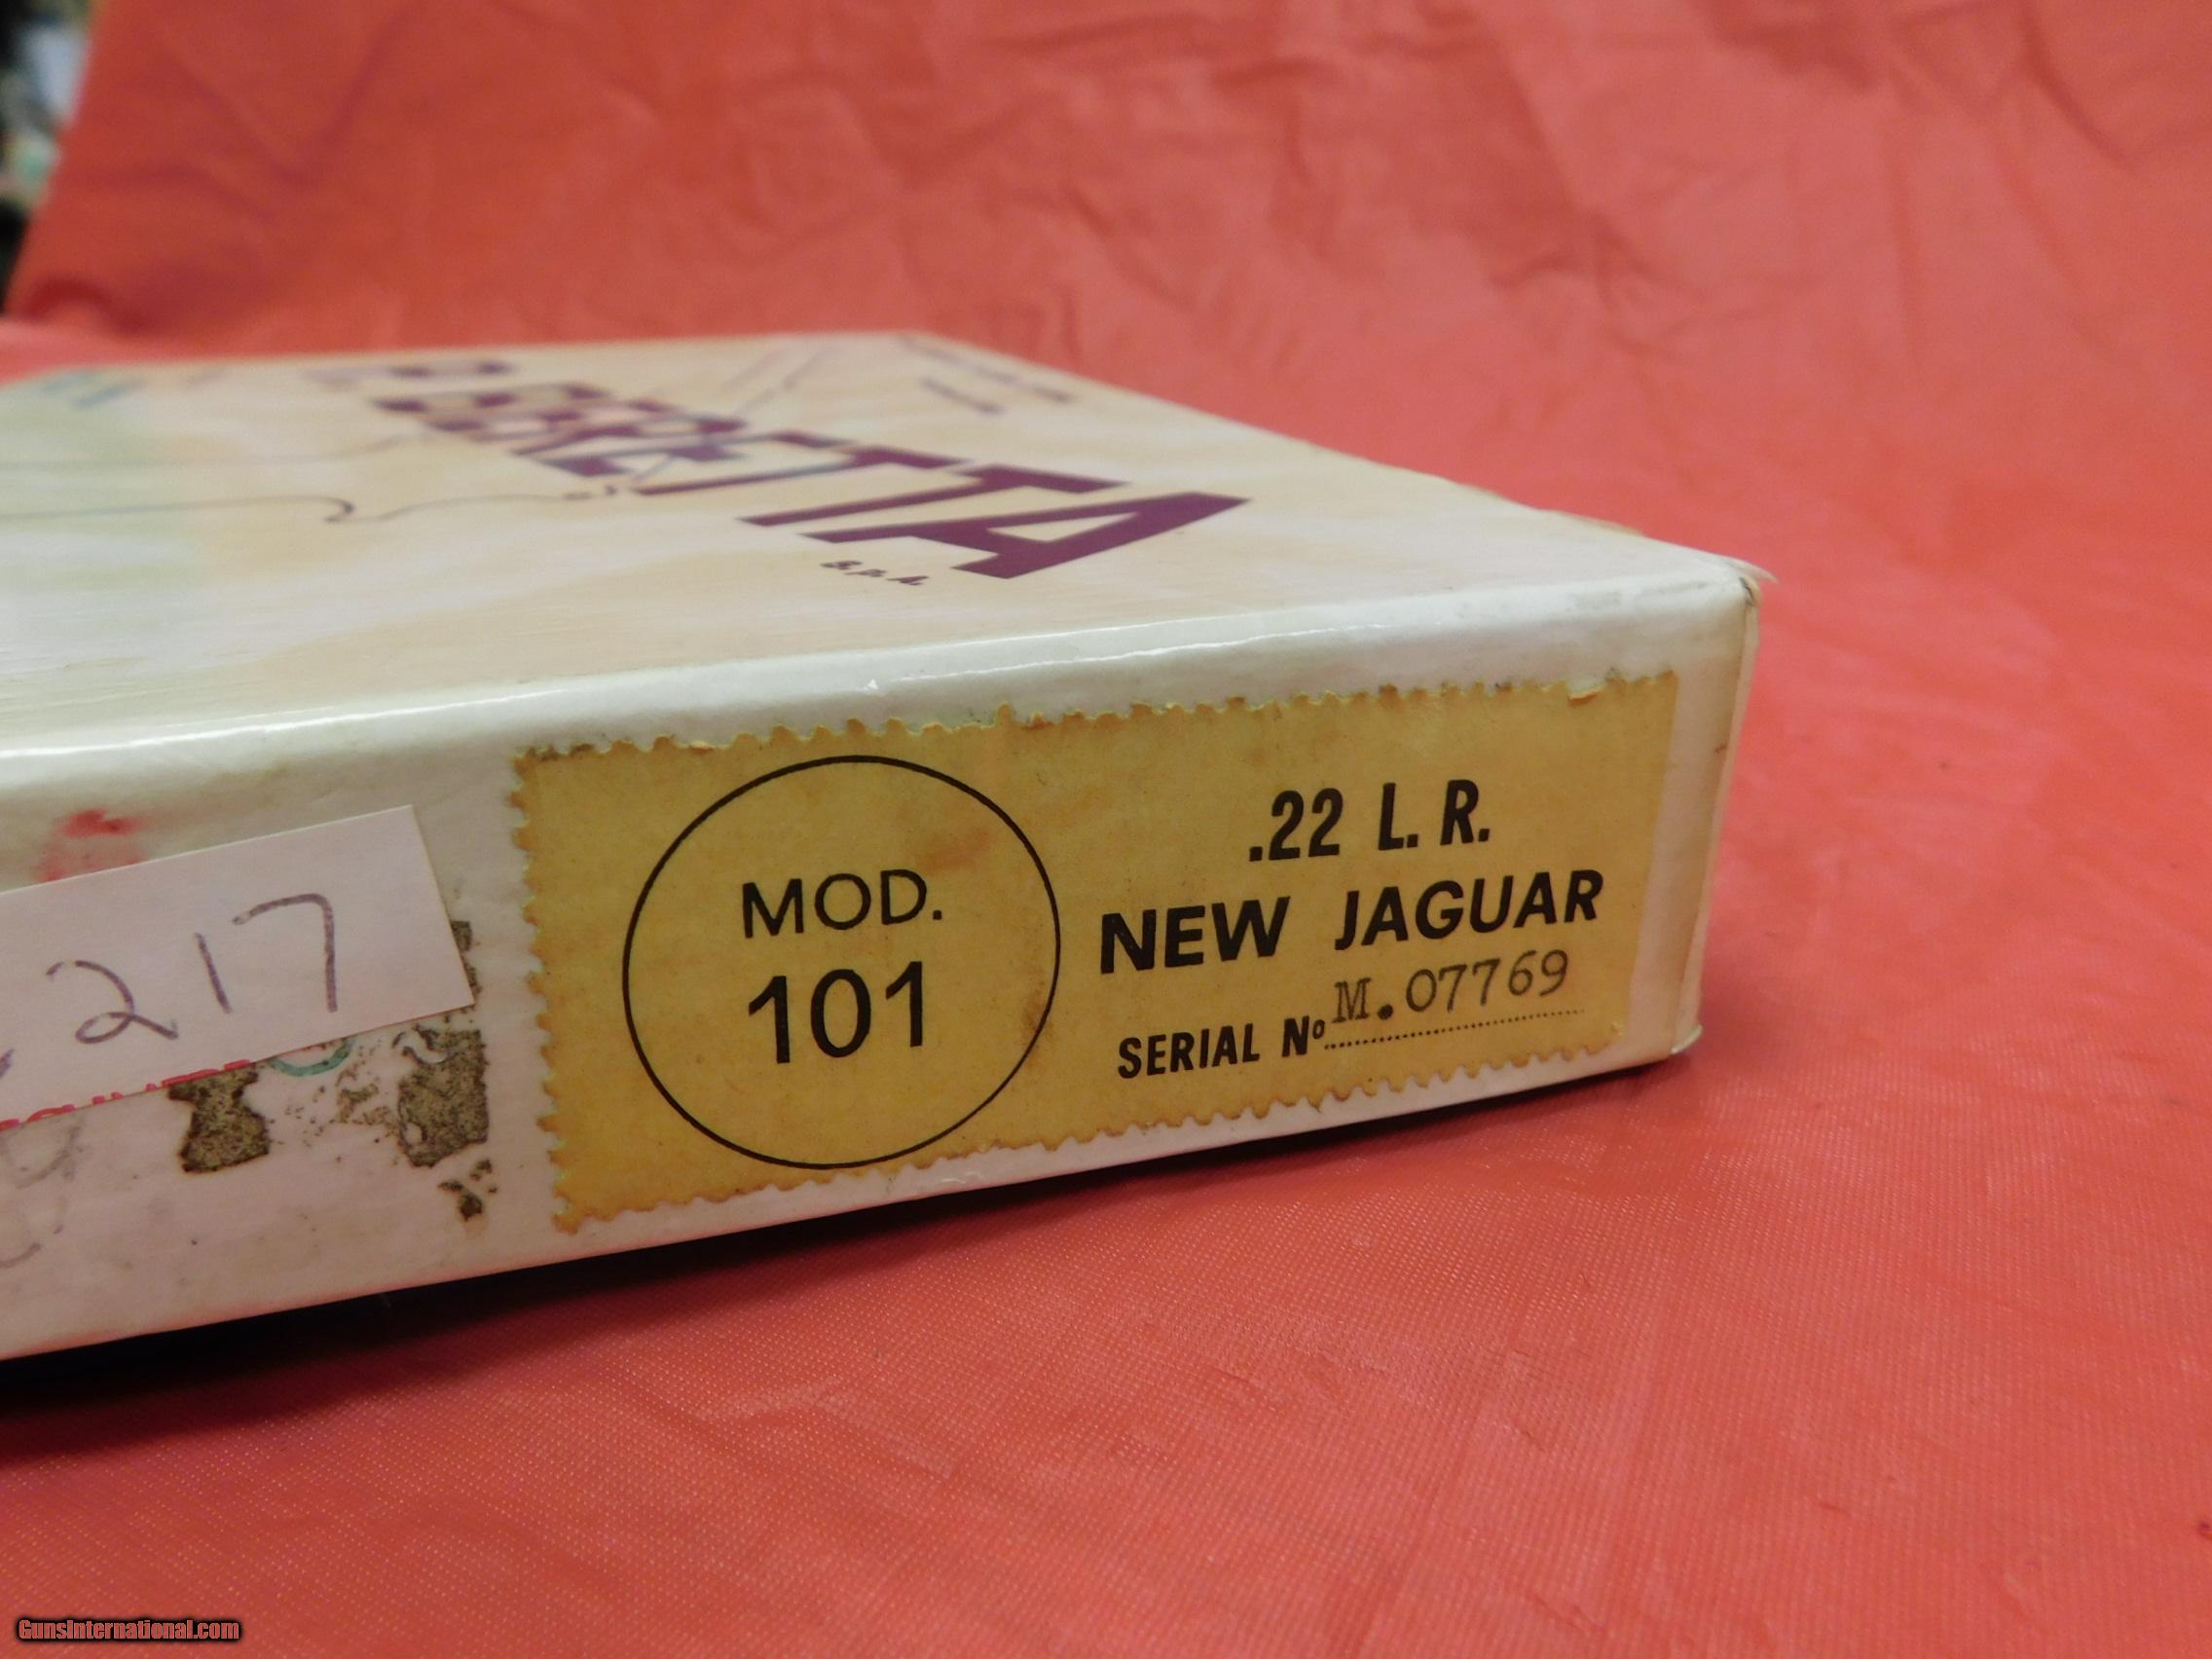 P. BERETTA
S.p.A.
MOD.
101
.22 L. R.
NEW JAGUAR
SERIAL Nº M.07769
217
GunsInternational.com